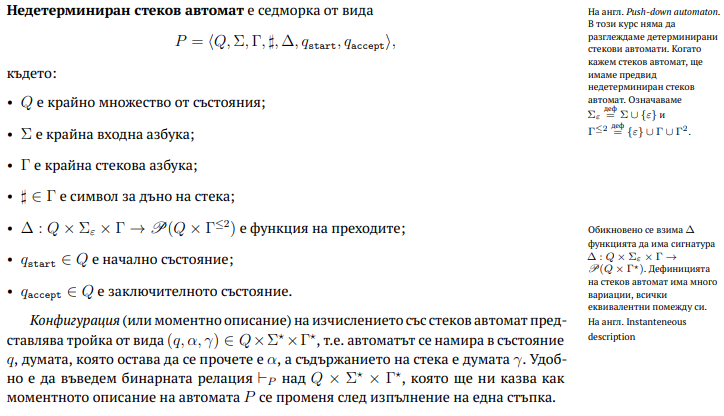 Недетерминиран стеков автомат е седморка от вида
P = ⟨Q, Σ, Γ, ♯, Δ, q_start, q_accept⟩,
където:
• Q е крайно множество от състояния;
• Σ е крайна входна азбука;
• Γ е крайна стекова азбука;
• ♯ ∈ Γ е символ за дъно на стека;
• Δ : Q × Σ_ε × Γ → 𝒫(Q × Γ^≤2) е функция на преходите;
• q_start ∈ Q е начално състояние;
• q_accept ∈ Q е заключителното състояние.
Конфигурация (или моментно описание) на изчислението със стеков автомат пред-
ставлява тройка от вида (q, α, γ) ∈ Q × Σ* × Γ*, т.е. автоматът се намира в състояние
q, думата, която остава да се прочете е α, а съдържанието на стека е думата γ. Удоб-
но е да въведем бинарната релация ⊢_P над Q × Σ* × Γ*, която ще ни казва как
моментното описание на автомата P се променя след изпълнение на една стъпка.
На англ. Push-down automaton.
В този курс няма да
разглеждаме детерминирани
стекови автомати. Когато
кажем стеков автомат, ще
имаме предвид
недетерминиран стеков
автомат. Означаваме
Σ_ε деф= Σ ∪ {ε} и
Γ^≤2 деф= {ε} ∪ Γ ∪ Γ².
Обикновено се взима Δ
функцията да има сигнатура
Δ : Q × Σ_ε × Γ →
𝒫(Q × Γ*). Дефиницията
на стеков автомат има много
вариации, всички
еквивалентни помежду си.
На англ. Instanteneous
description